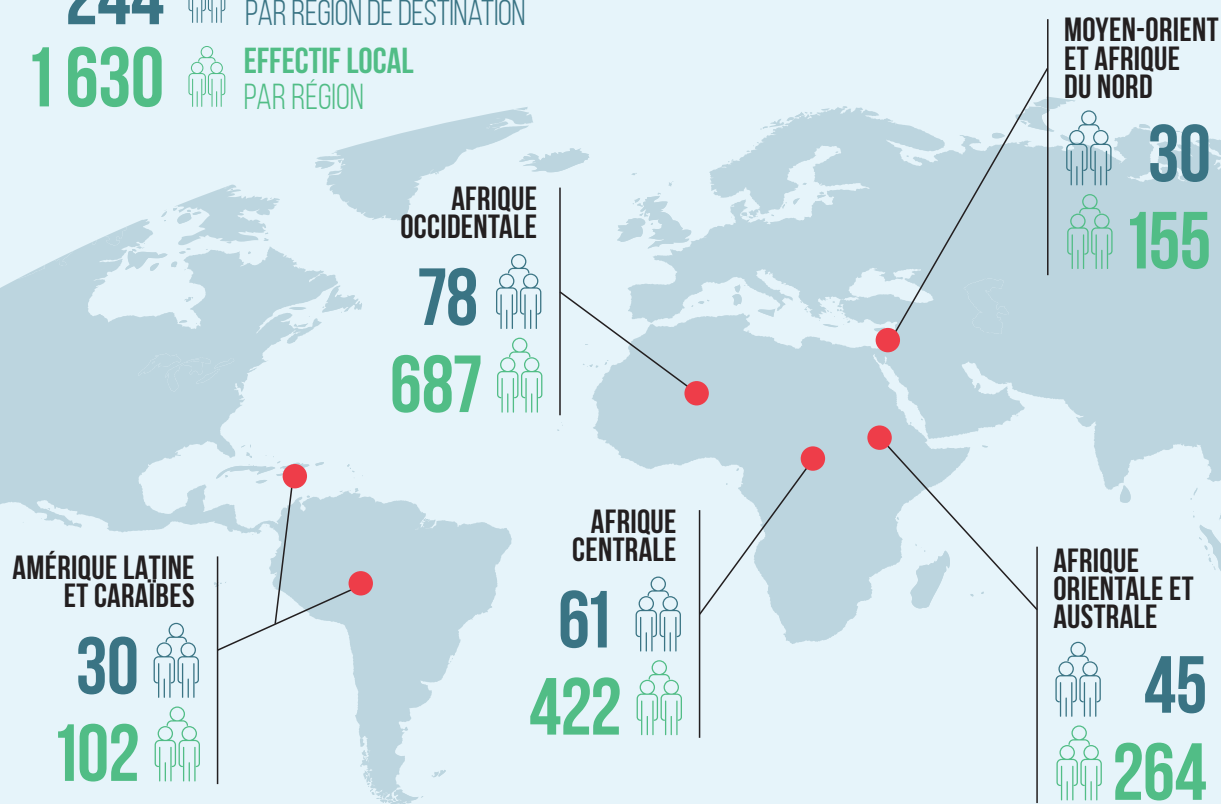 244
PAR RÉGION DE DESTINATION
1 630
EFFECTIF LOCAL
PAR RÉGION
MOYEN-ORIENT
ET AFRIQUE
DU NORD
30
155
AFRIQUE
OCCIDENTALE
78
687
AMÉRIQUE LATINE
ET CARAÏBES
30
102
AFRIQUE
CENTRALE
61
422
AFRIQUE
ORIENTALE ET
AUSTRALE
45
264